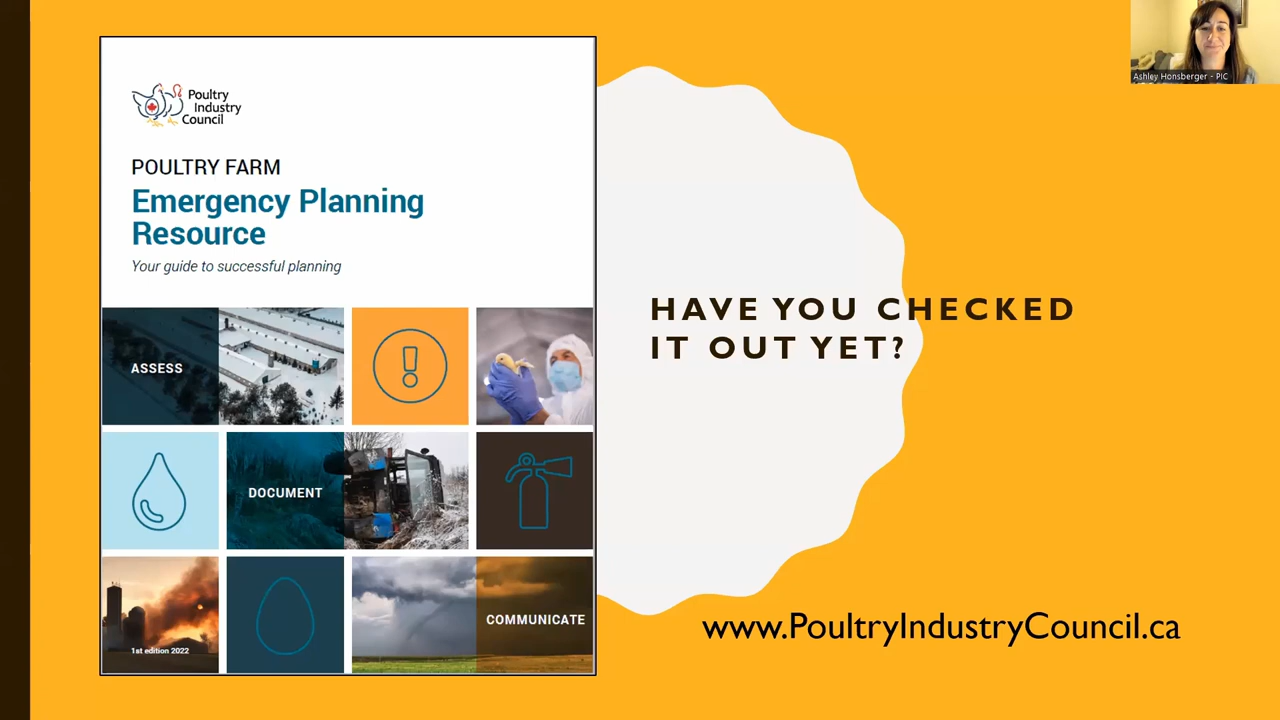 Poultry
Industry
Council
POULTRY FARM
Emergency Planning
Resource
Your guide to successful planning
ASSESS
DOCUMENT
COMMUNICATE
1st edition 2022
HAVE YOU CHECKED
IT OUT YET?
www.PoultryIndustryCouncil.ca
Ashley Honsberger - PIC